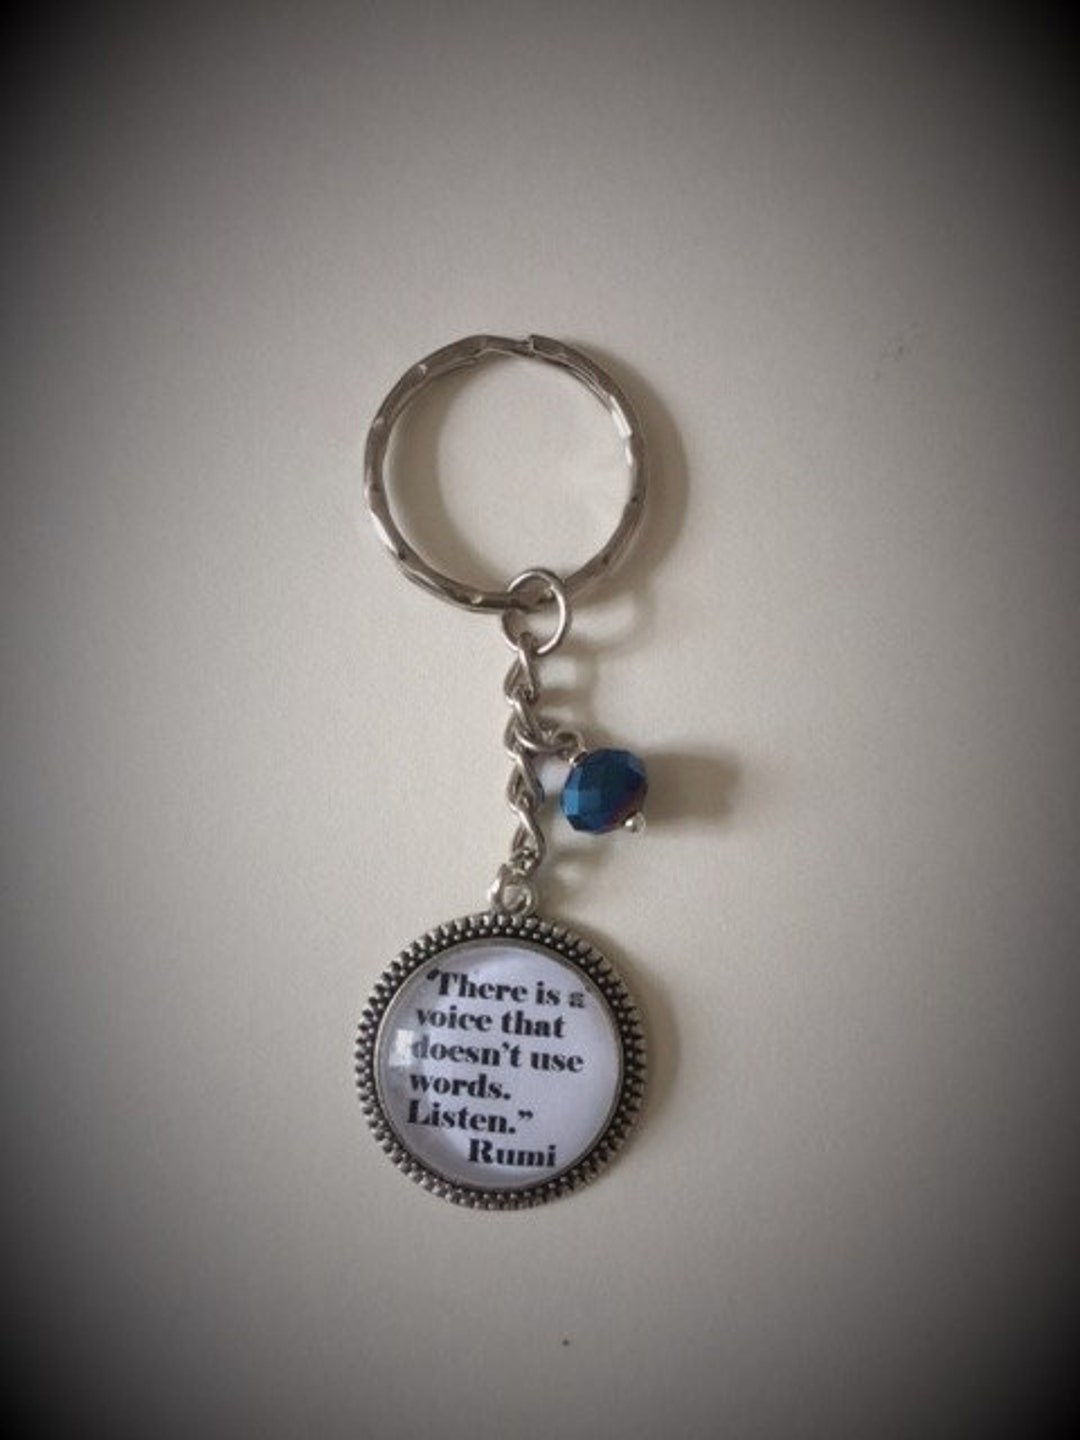 "There is a
voice that
doesn't use
words.
Listen."
Rumi